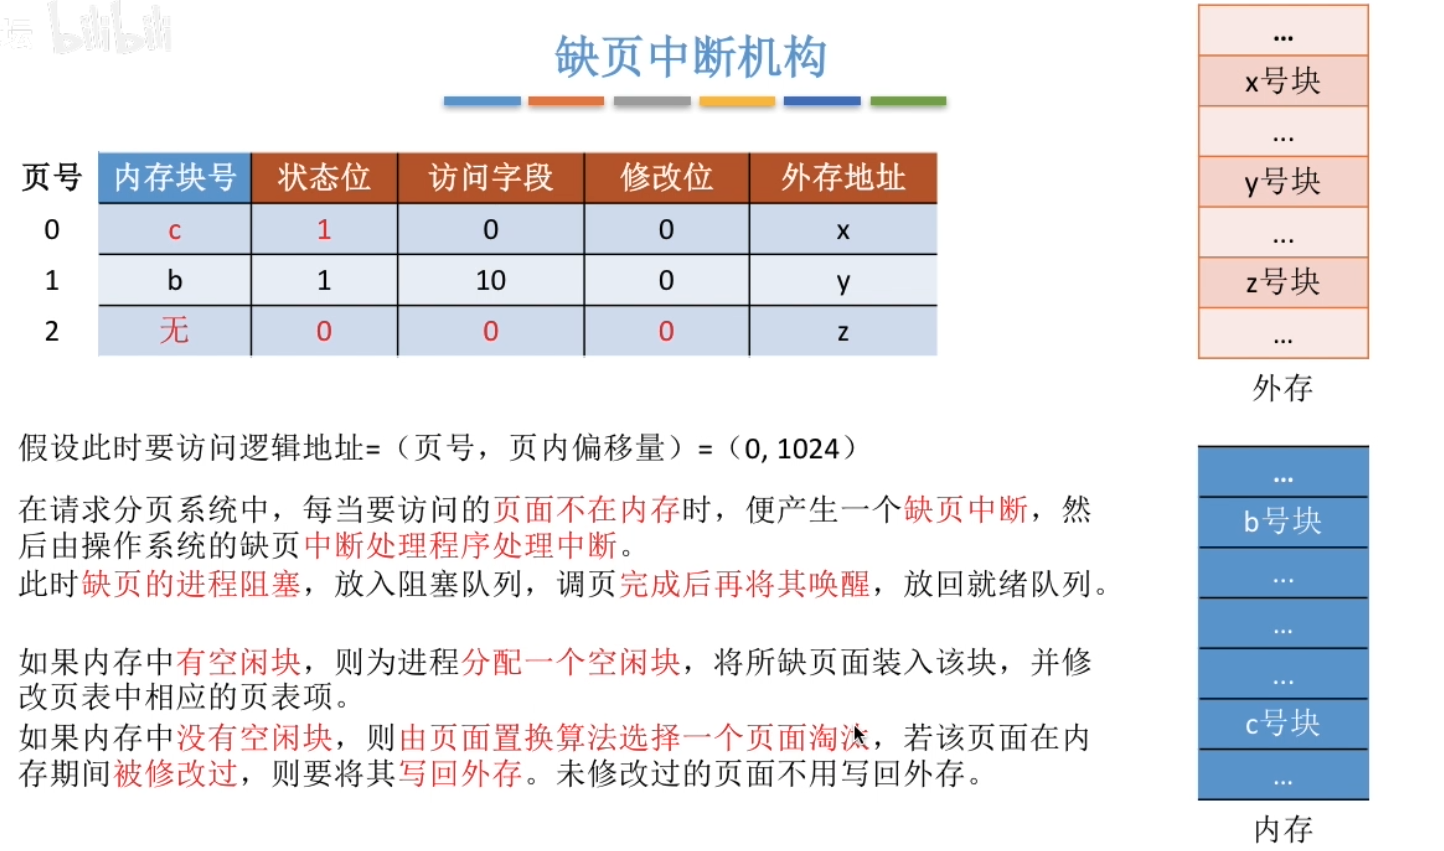 坛 bilibili
缺页中断机构
页号 内存块号 状态位 访问字段 修改位 外存地址
0 c 1 0 0 x
1 b 1 10 0 y
2 无 0 0 0 z
...
x号块
...
y号块
...
z号块
...
外存
假设此时要访问逻辑地址=（页号，页内偏移量）=（0, 1024）
在请求分页系统中，每当要访问的页面不在内存时，便产生一个缺页中断，然
后由操作系统的缺页中断处理程序处理中断。
此时缺页的进程阻塞，放入阻塞队列，调页完成后再将其唤醒，放回就绪队列。
如果内存中有空闲块，则为进程分配一个空闲块，将所缺页面装入该块，并修
改页表中相应的页表项。
如果内存中没有空闲块，则由页面置换算法选择一个页面淘汰，若该页面在内
存期间被修改过，则要将其写回外存。未修改过的页面不用写回外存。
...
b号块
...
...
...
c号块
...
内存